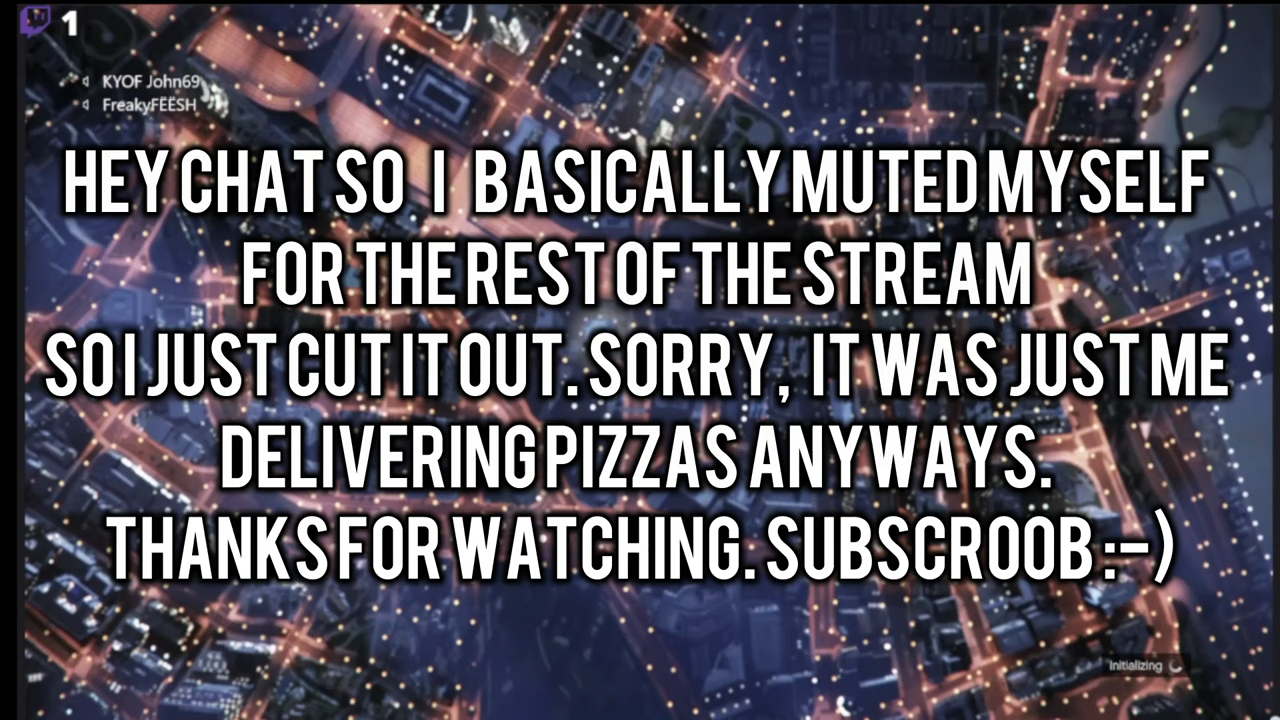 1
KYOF John69
FreakyFEESH
HEY CHAT SO I BASICALLY MUTED MYSELF
FOR THE REST OF THE STREAM
SO I JUST CUT IT OUT. SORRY, IT WAS JUST ME
DELIVERING PIZZAS ANYWAYS.
THANKS FOR WATCHING. SUBSCROOB :-)
Initializing